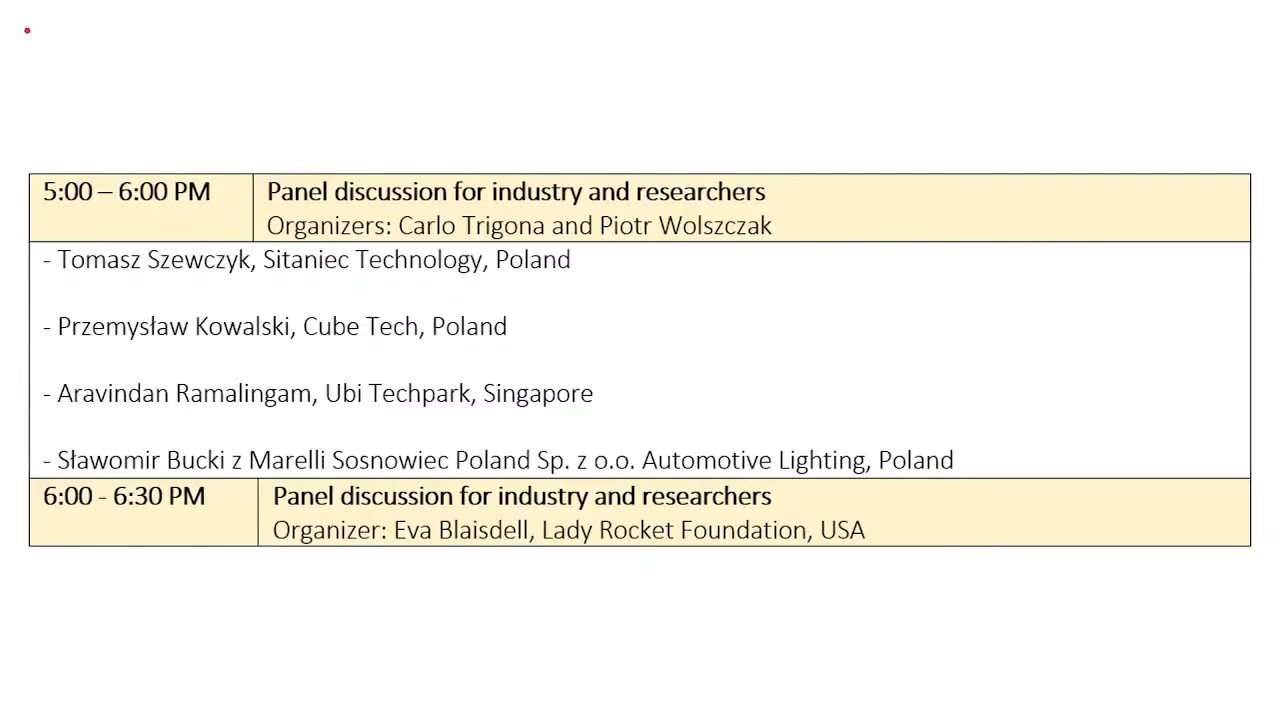 5:00 – 6:00 PM
Panel discussion for industry and researchers
Organizers: Carlo Trigona and Piotr Wolszczak
- Tomasz Szewczyk, Sitaniec Technology, Poland
- Przemysław Kowalski, Cube Tech, Poland
- Aravindan Ramalingam, Ubi Techpark, Singapore
- Sławomir Bucki z Marelli Sosnowiec Poland Sp. z o.o. Automotive Lighting, Poland
6:00 - 6:30 PM
Panel discussion for industry and researchers
Organizer: Eva Blaisdell, Lady Rocket Foundation, USA